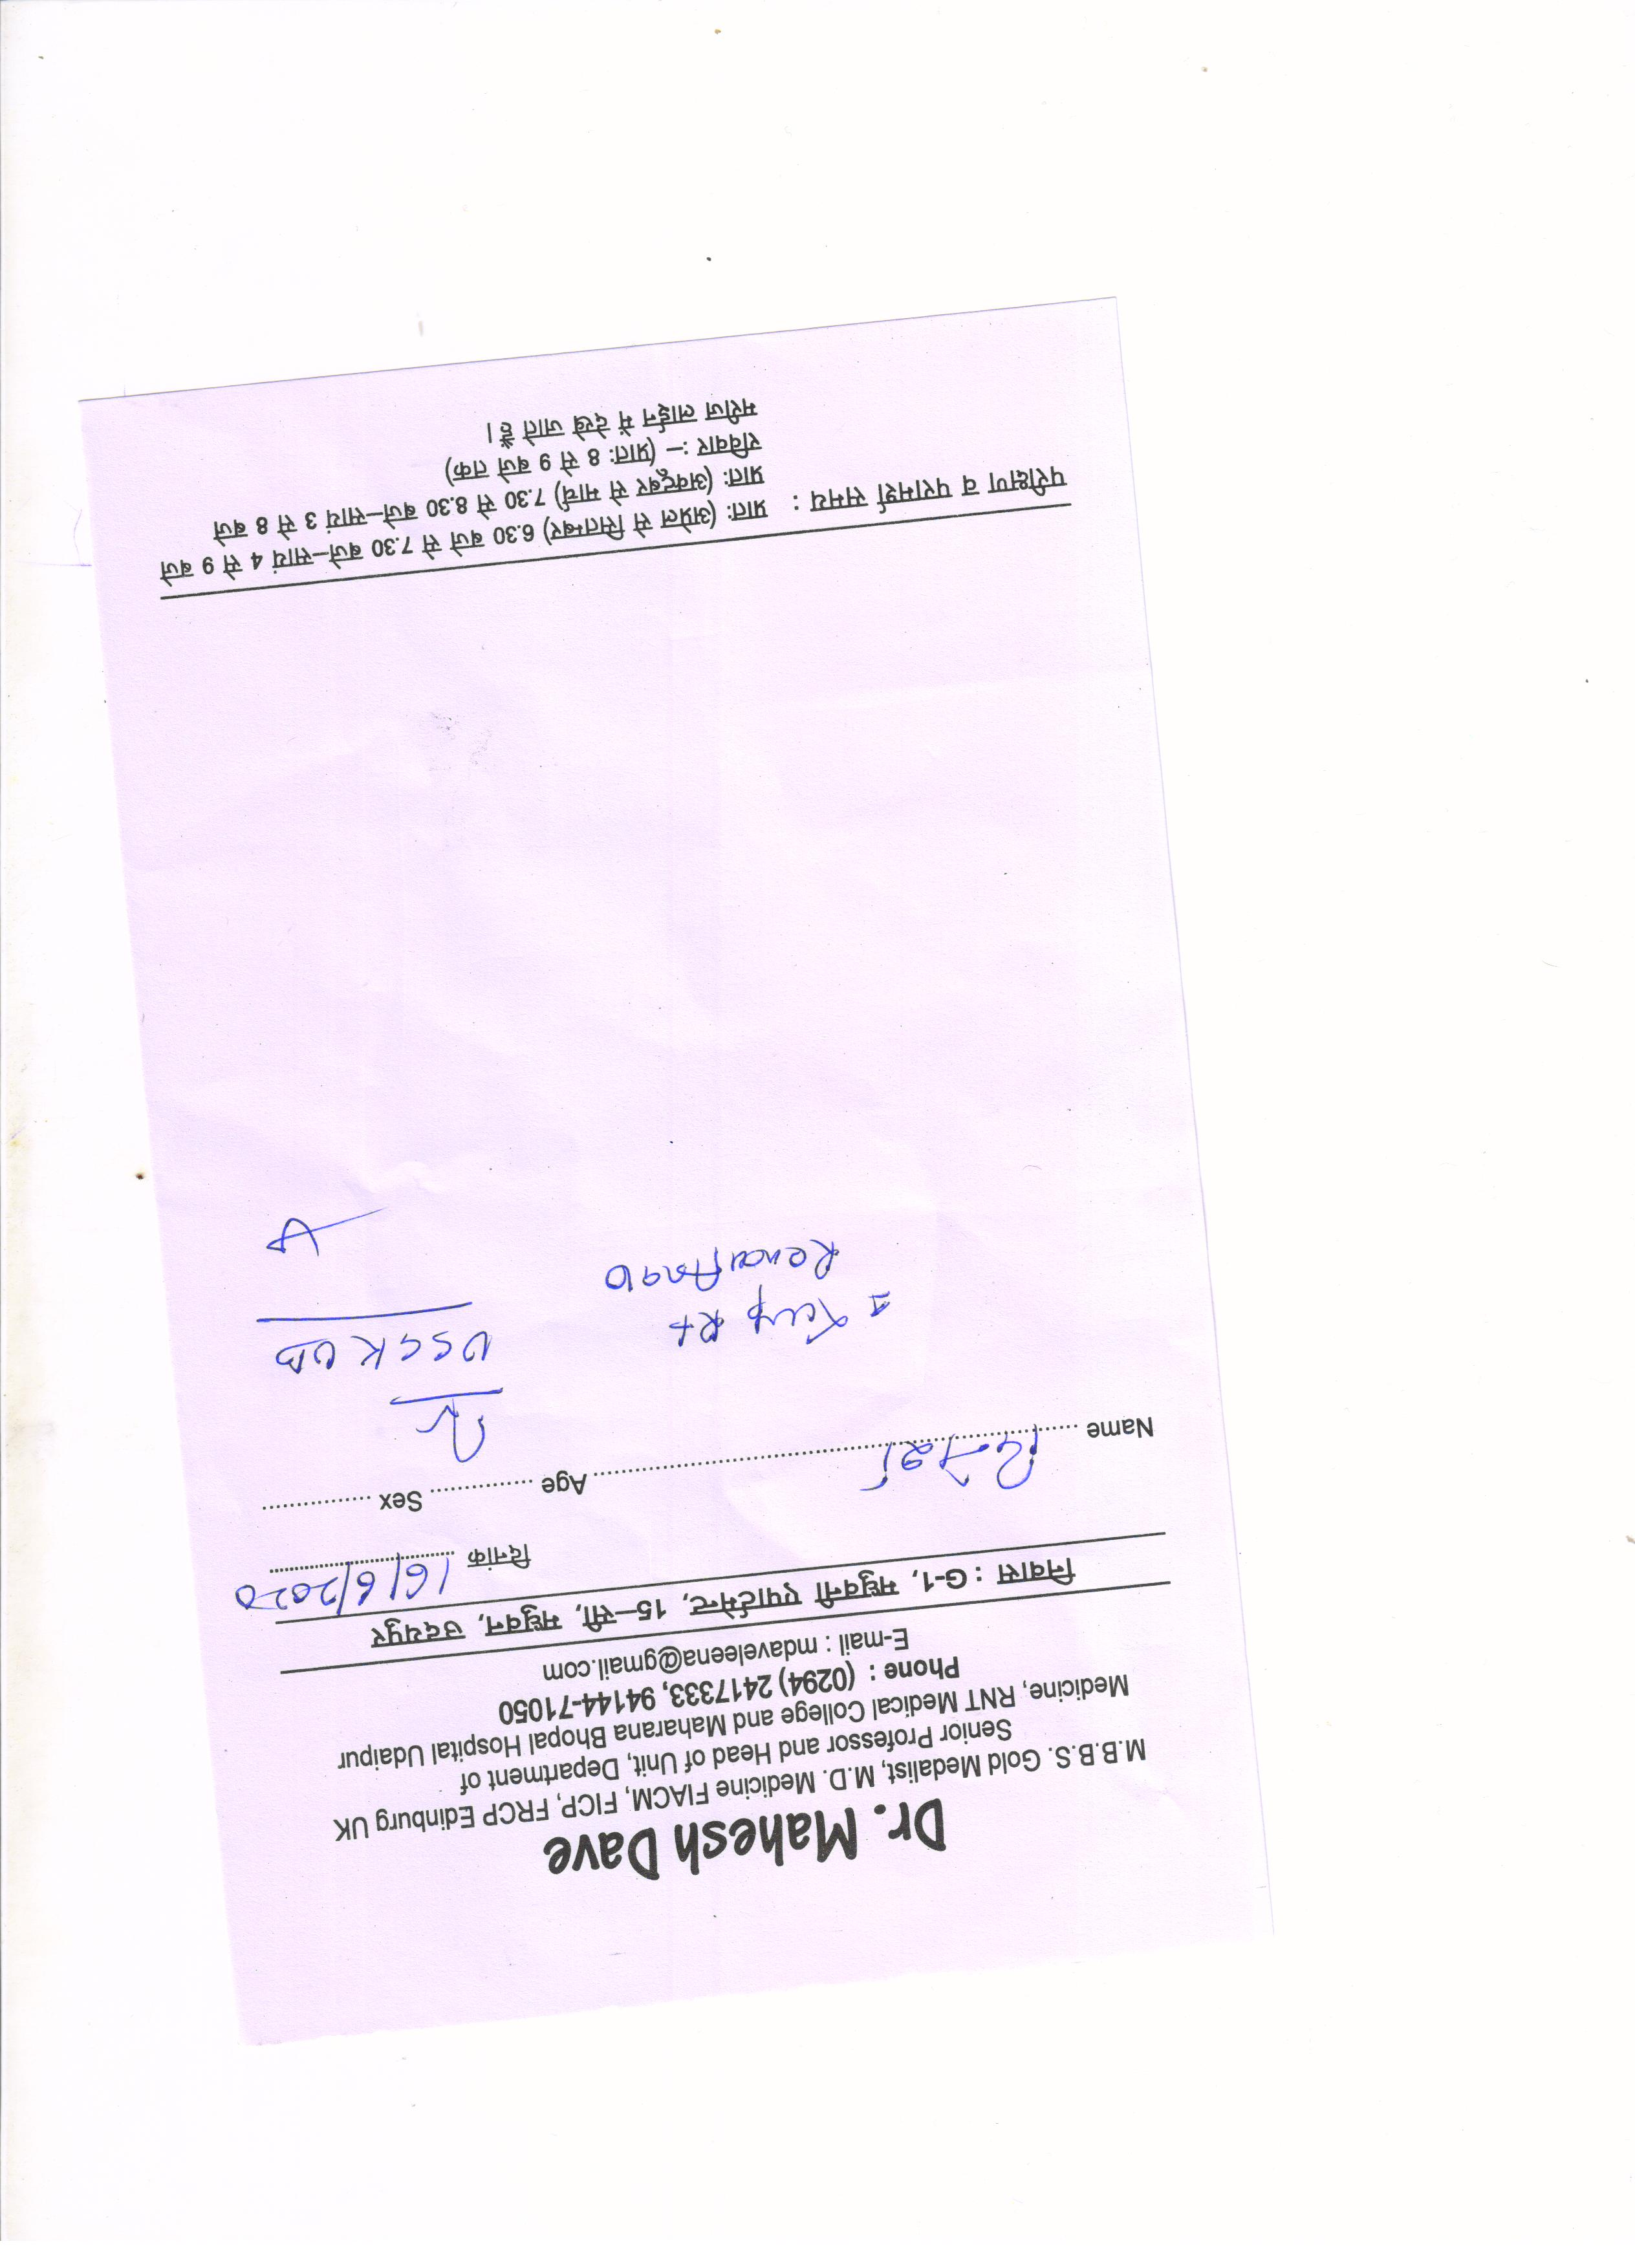 Dr. Mahesh Dave
M.B.B.S. Gold Medalist, M.D. Medicine FIACM, FICP, FRCP Edinburg UK
Senior Professor and Head of Unit, Department of
Medicine, RNT Medical College and Maharana Bhopal Hospital Udaipur
Phone : (0294) 2417333, 94144-71050
E-mail : mdaveleena@gmail.com
निवास : G-1, मधुवनी एपार्टमेन्ट, 15–सी, मधुवन, उदयपुर
दिनांक 16/6/2020
Name Age Sex
परीक्षण व परामर्श समय : प्रातः (अप्रेल से सितम्बर) 6.30 बजे से 7.30 बजे–सायं 4 से 9 बजे
प्रातः (अक्टूबर से मार्च) 7.30 से 8.30 बजे–सायं 3 से 8 बजे
रविवार :– (प्रातः 8 से 9 बजे तक)
मरीज लाईन में देखे जाते हैं।